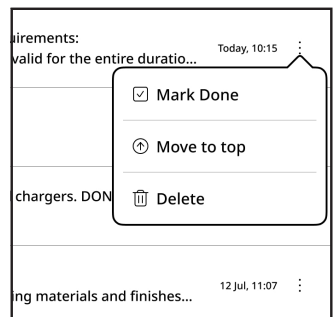 uirements:
valid for the entire duratio...
Today, 10:15
Mark Done
Move to top
chargers. DON
Delete
12 Jul, 11:07
ing materials and finishes...